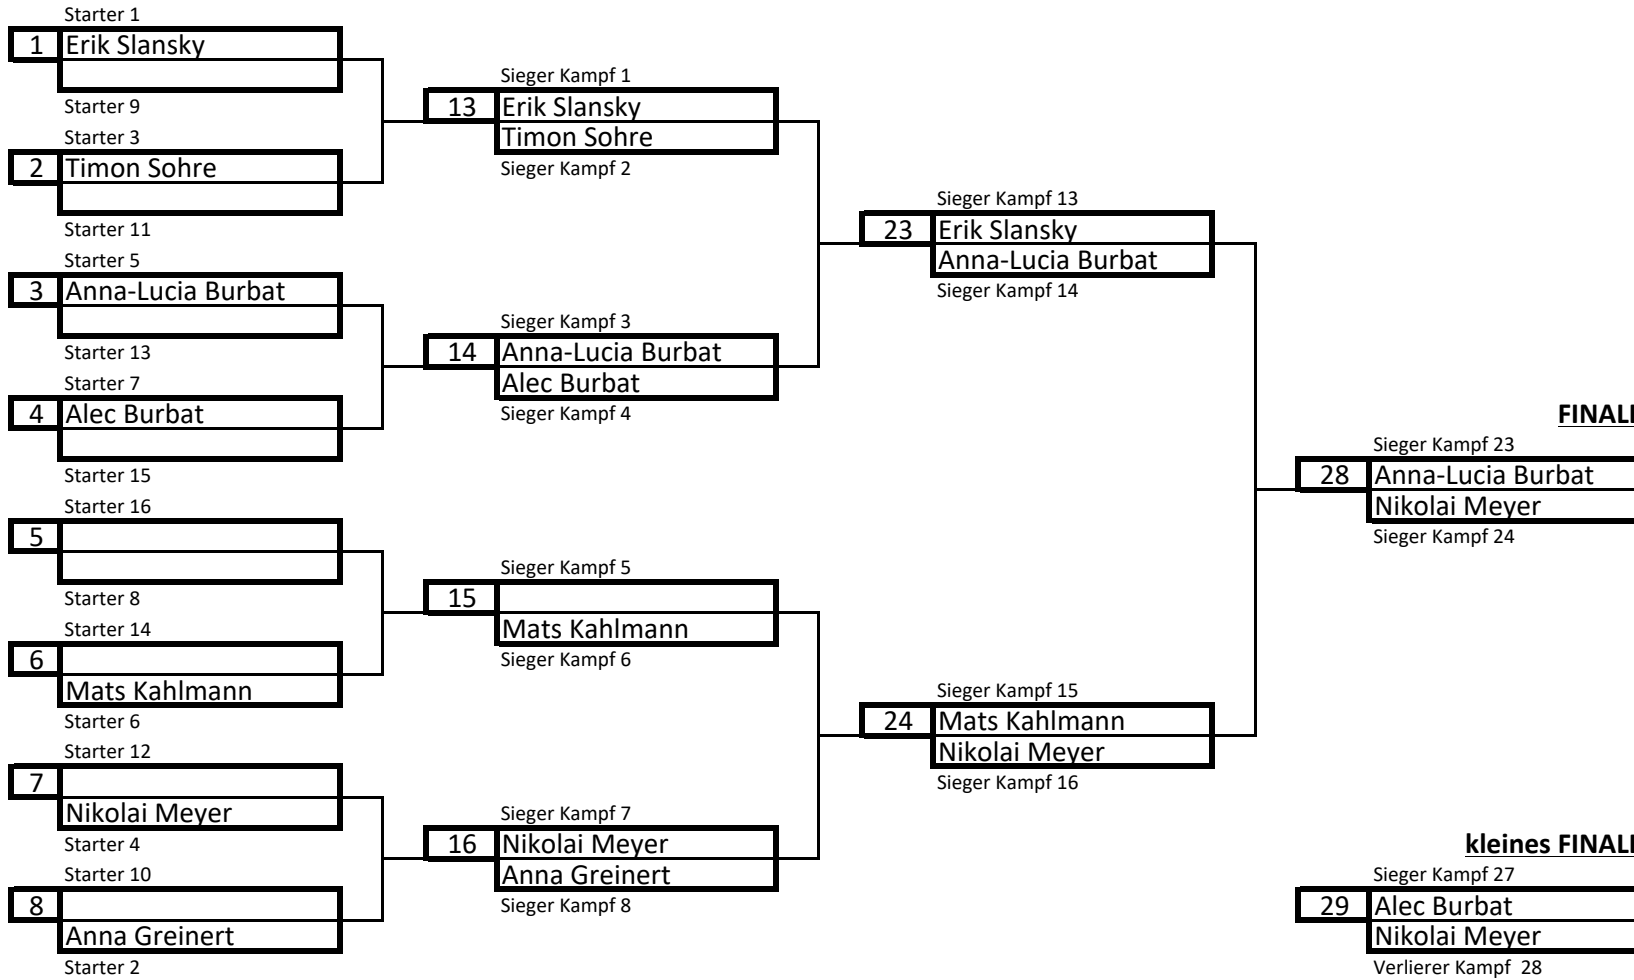 Starter 1
1 Erik Slansky
Starter 9
Starter 3
2 Timon Sohre
Starter 11
Starter 5
3 Anna-Lucia Burbat
Starter 13
Starter 7
4 Alec Burbat
Starter 15
Starter 16
5
Starter 8
Starter 14
6
Mats Kahlmann
Starter 6
Starter 12
7
Nikolai Meyer
Starter 4
Starter 10
8
Anna Greinert
Starter 2
Sieger Kampf 1
13 Erik Slansky
Timon Sohre
Sieger Kampf 2
Sieger Kampf 3
14 Anna-Lucia Burbat
Alec Burbat
Sieger Kampf 4
Sieger Kampf 5
15
Mats Kahlmann
Sieger Kampf 6
Sieger Kampf 7
16 Nikolai Meyer
Anna Greinert
Sieger Kampf 8
Sieger Kampf 13
23 Erik Slansky
Anna-Lucia Burbat
Sieger Kampf 14
Sieger Kampf 15
24 Mats Kahlmann
Nikolai Meyer
Sieger Kampf 16
FINALE
Sieger Kampf 23
28 Anna-Lucia Burbat
Nikolai Meyer
Sieger Kampf 24
kleines FINALE
Sieger Kampf 27
29 Alec Burbat
Nikolai Meyer
Verlierer Kampf 28